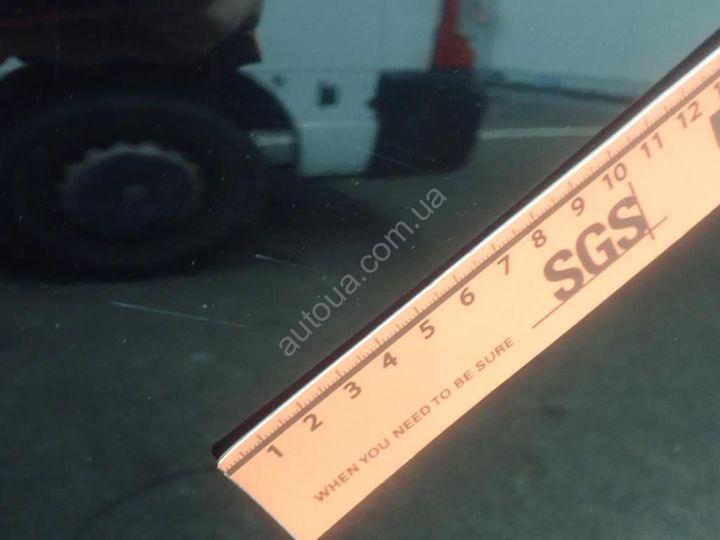 autoua.com.ua
1 2 3 4 5 6 7 8 9 10 11 12
SGS
WHEN YOU NEED TO BE SURE